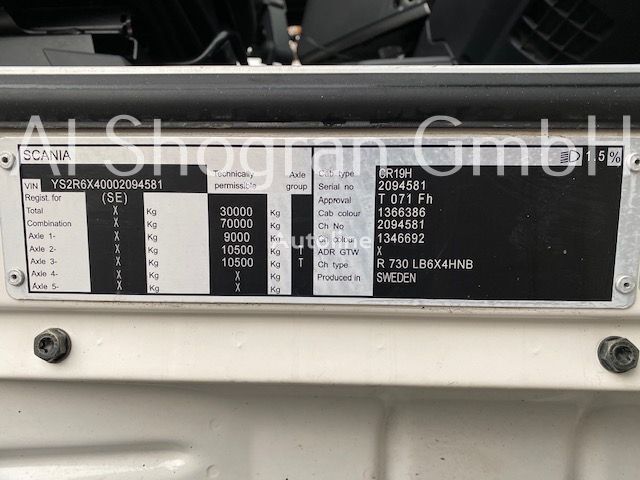 Al Shogran GmbH
SCANIA 1.5%
VIN YS2R6X40002094581 Technically permissible Axle group Cab type CR19H
Regist. for (SE) Serial no 2094581
Approval T 071 Fh
Total X Kg 30000 Kg Cab colour 1366386
Combination X Kg 70000 Kg Ch No 2094581
Axle 1- X Kg 9000 Kg Ch colour 1346692
Axle 2- X Kg 10500 Kg T ADR GTW X
Axle 3- X Kg 10500 Kg T Ch type R 730 LB6X4HNB
Axle 4- X Kg X Kg Produced in SWEDEN
Axle 5- X Kg X Kg
Autoline